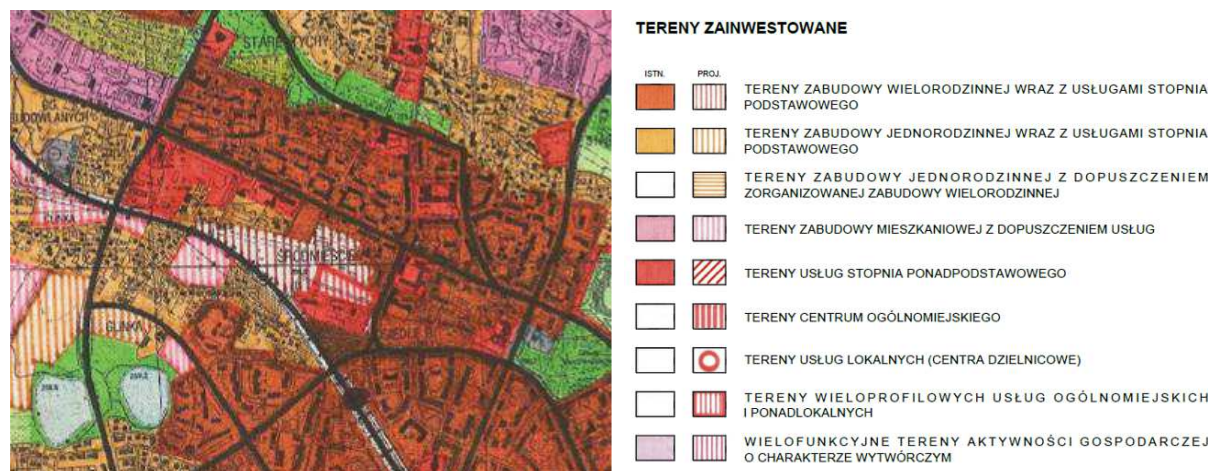 STARE TYCHY
ŚRÓDMIEŚCIE
GLINKA
TERENY ZAINWESTOWANE
ISTN. PROJ.
TERENY ZABUDOWY WIELORODZINNEJ WRAZ Z USŁUGAMI STOPNIA
PODSTAWOWEGO
TERENY ZABUDOWY JEDNORODZINNEJ WRAZ Z USŁUGAMI STOPNIA
PODSTAWOWEGO
TERENY ZABUDOWY JEDNORODZINNEJ Z DOPUSZCZENIEM
ZORGANIZOWANEJ ZABUDOWY WIELORODZINNEJ
TERENY ZABUDOWY MIESZKANIOWEJ Z DOPUSZCZENIEM USŁUG
TERENY USŁUG STOPNIA PONADPODSTAWOWEGO
TERENY CENTRUM OGÓLNOMIEJSKIEGO
TERENY USŁUG LOKALNYCH (CENTRA DZIELNICOWE)
TERENY WIELOPROFILOWYCH USŁUG OGÓLNOMIEJSKICH
I PONADLOKALNYCH
WIELOFUNKCYJNE TERENY AKTYWNOŚCI GOSPODARCZEJ
O CHARAKTERZE WYTWÓRCZYM